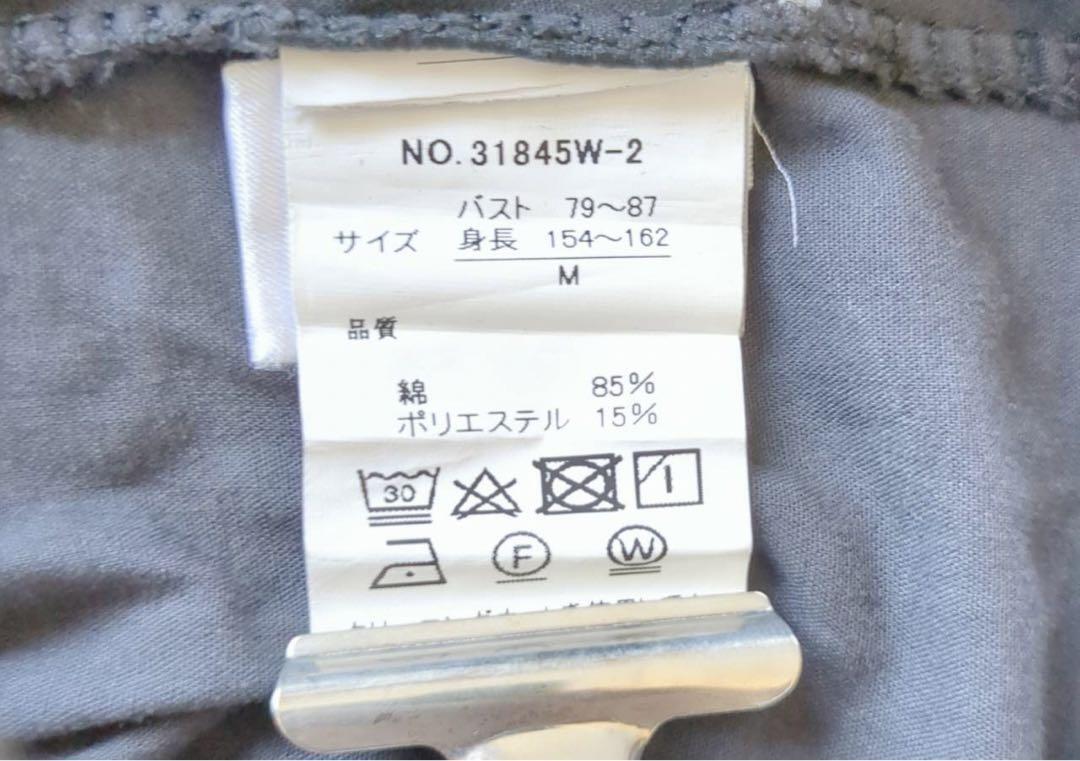 NO.31845W-2
バスト 79～87
サイズ 身長 154～162
M
品質
綿 85%
ポリエステル 15%
30
F
W